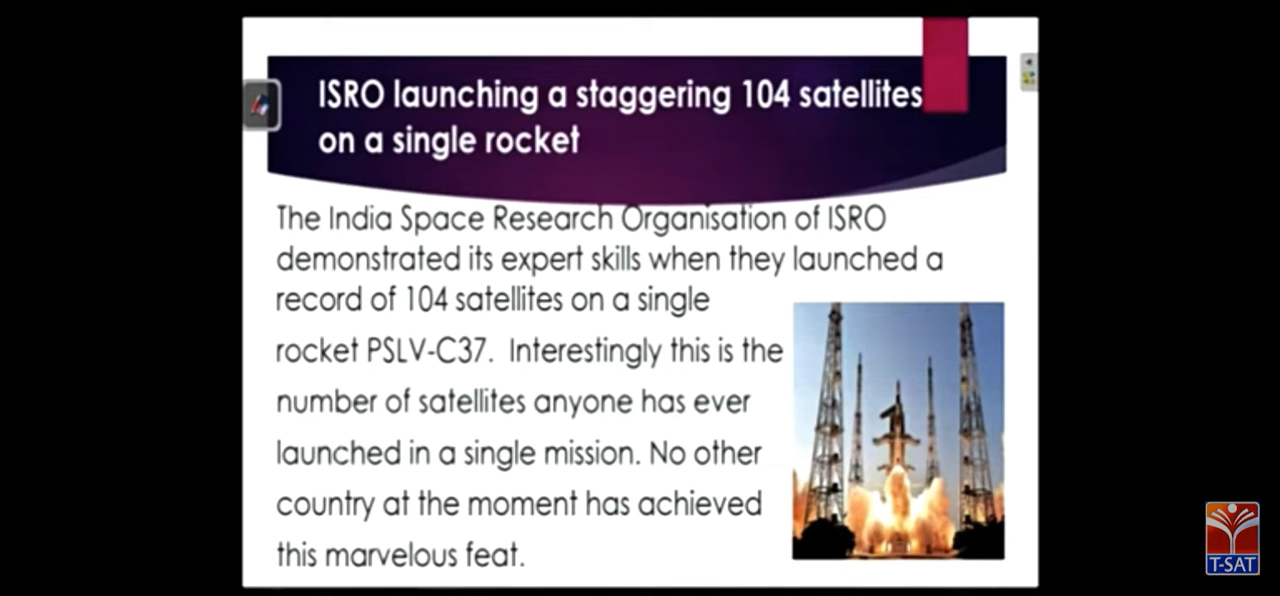 ISRO launching a staggering 104 satellites
on a single rocket
The India Space Research Organisation of ISRO
demonstrated its expert skills when they launched a
record of 104 satellites on a single
rocket PSLV-C37. Interestingly this is the
number of satellites anyone has ever
launched in a single mission. No other
country at the moment has achieved
this marvelous feat.
T-SAT